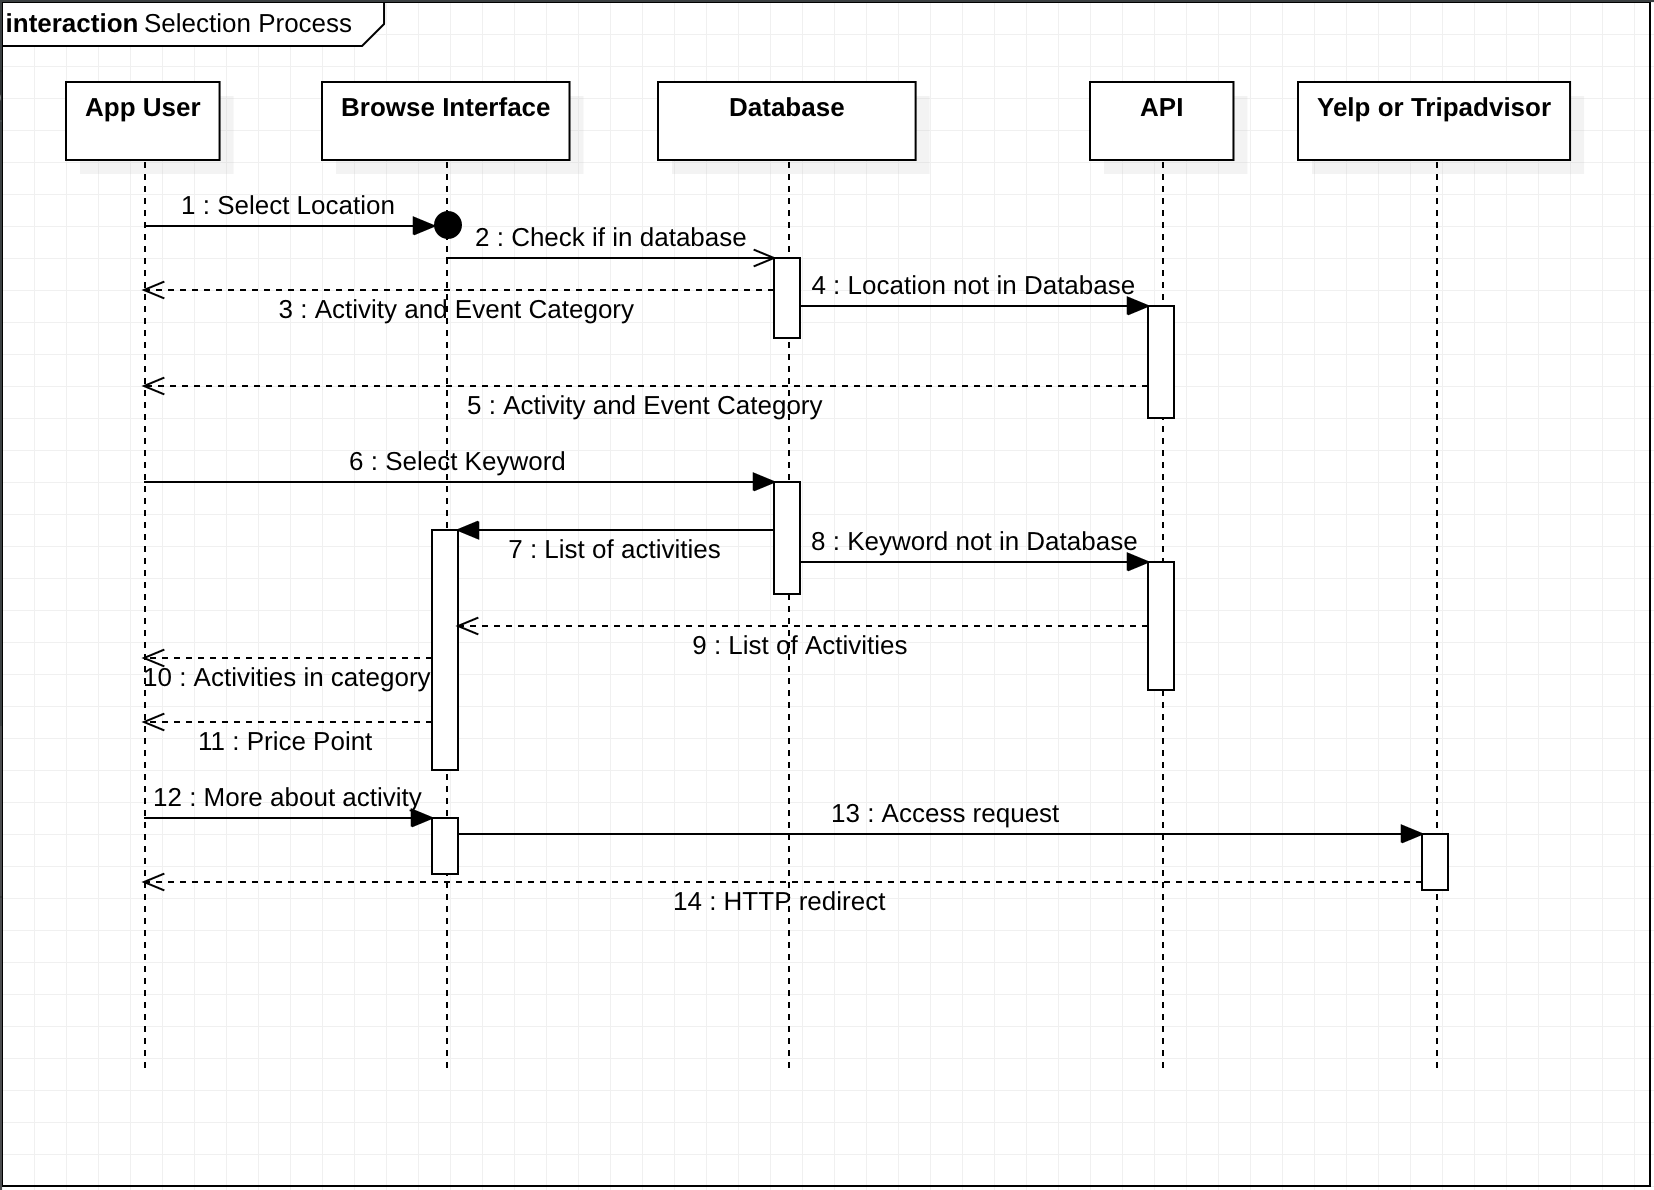 interaction Selection Process
App User
Browse Interface
Database
API
Yelp or Tripadvisor
1 : Select Location
2 : Check if in database
3 : Activity and Event Category
4 : Location not in Database
5 : Activity and Event Category
6 : Select Keyword
7 : List of activities
8 : Keyword not in Database
9 : List of Activities
10 : Activities in category
11 : Price Point
12 : More about activity
13 : Access request
14 : HTTP redirect